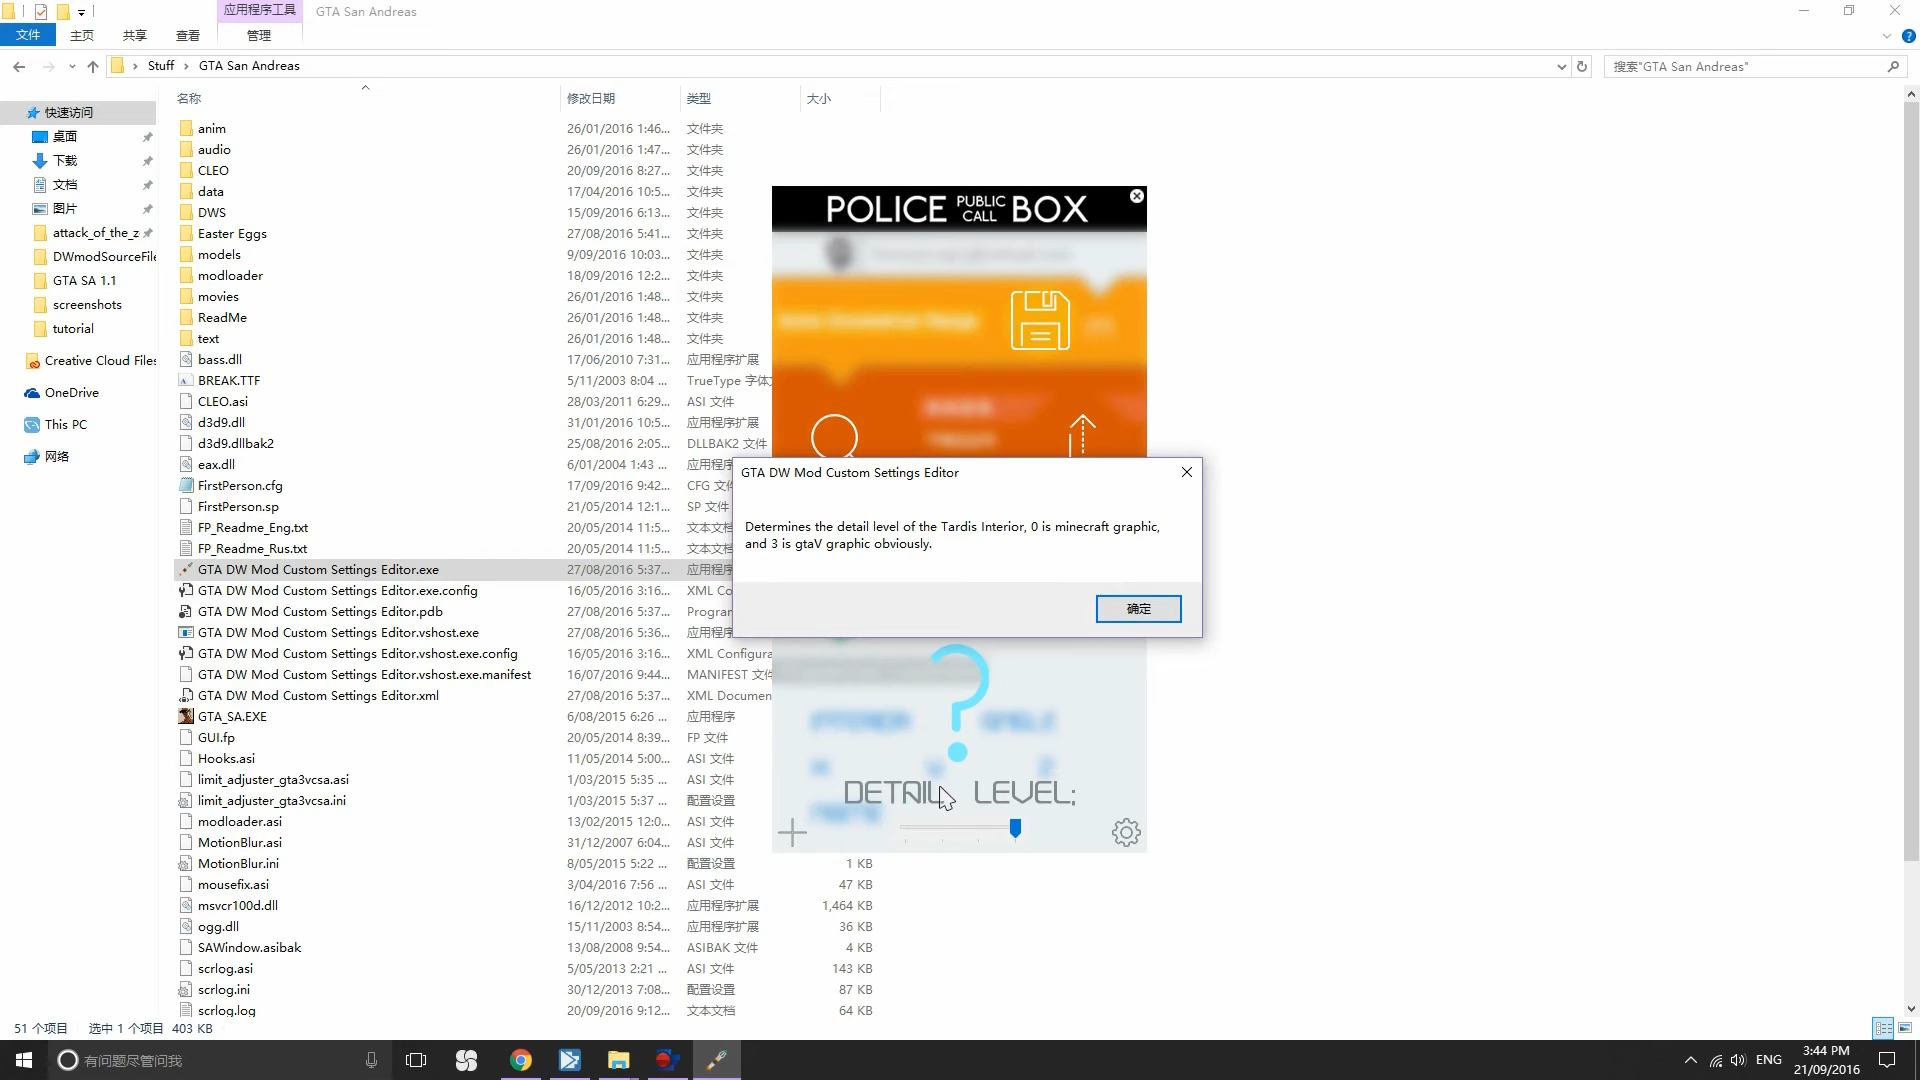 应用程序工具
GTA San Andreas
文件
主页
共享
查看
管理
Stuff
GTA San Andreas
搜索"GTA San Andreas"
名称
修改日期
类型
大小
快速访问
桌面
下载
文档
图片
attack_of_the_z
DWmodSourceFile
GTA SA 1.1
screenshots
tutorial
Creative Cloud Files
OneDrive
This PC
网络
anim 26/01/2016 1:46... 文件夹
audio 26/01/2016 1:47... 文件夹
CLEO 20/09/2016 8:27... 文件夹
data 17/04/2016 10:5... 文件夹
DWS 15/09/2016 6:13... 文件夹
Easter Eggs 27/08/2016 5:41... 文件夹
models 9/09/2016 10:03... 文件夹
modloader 18/09/2016 12:2... 文件夹
movies 26/01/2016 1:48... 文件夹
ReadMe 26/01/2016 1:48... 文件夹
text 26/01/2016 1:48... 文件夹
bass.dll 17/06/2010 7:31... 应用程序扩展
BREAK.TTF 5/11/2003 8:04 ... TrueType 字体
CLEO.asi 28/03/2011 6:29... ASI 文件
d3d9.dll 31/01/2016 10:5... 应用程序扩展
d3d9.dllbak2 25/08/2016 2:05... DLLBAK2 文件
eax.dll 6/01/2004 1:43 ... 应用程序
FirstPerson.cfg 17/09/2016 9:42... CFG 文件
FirstPerson.sp 21/05/2014 12:1... SP 文件
FP_Readme_Eng.txt 20/05/2014 11:5... 文本文档
FP_Readme_Rus.txt 20/05/2014 11:5... 文本文档
GTA DW Mod Custom Settings Editor.exe 27/08/2016 5:37... 应用程序
GTA DW Mod Custom Settings Editor.exe.config 16/05/2016 3:16... XML Co
GTA DW Mod Custom Settings Editor.pdb 27/08/2016 5:37... Program
GTA DW Mod Custom Settings Editor.vshost.exe 27/08/2016 5:36... 应用程序
GTA DW Mod Custom Settings Editor.vshost.exe.config 16/05/2016 3:16... XML Configura
GTA DW Mod Custom Settings Editor.vshost.exe.manifest 16/07/2016 9:44... MANIFEST 文件
GTA DW Mod Custom Settings Editor.xml 27/08/2016 5:37... XML Documen
GTA_SA.EXE 6/08/2015 6:26 ... 应用程序
GUI.fp 20/05/2014 8:39... FP 文件
Hooks.asi 11/05/2014 5:00... ASI 文件
limit_adjuster_gta3vcsa.asi 1/03/2015 5:35 ... ASI 文件
limit_adjuster_gta3vcsa.ini 1/03/2015 5:37 ... 配置设置
modloader.asi 13/02/2015 12:0... ASI 文件
MotionBlur.asi 31/12/2007 6:04... ASI 文件
MotionBlur.ini 8/05/2015 5:22 ... 配置设置 1 KB
mousefix.asi 3/04/2016 7:56 ... ASI 文件 47 KB
msvcr100d.dll 16/12/2012 10:2... 应用程序扩展 1,464 KB
ogg.dll 15/11/2003 8:54... 应用程序扩展 36 KB
SAWindow.asibak 13/08/2008 9:54... ASIBAK 文件 4 KB
scrlog.asi 5/05/2013 2:21 ... ASI 文件 143 KB
scrlog.ini 30/12/2013 7:08... 配置设置 87 KB
scrlog.log 20/09/2016 9:12... 文本文档 64 KB
POLICE PUBLIC CALL BOX
GTA DW Mod Custom Settings Editor
Determines the detail level of the Tardis Interior, 0 is minecraft graphic,
and 3 is gtaV graphic obviously.
确定
?
DETAIL LEVEL;
51 个项目 选中 1 个项目 403 KB
有问题尽管问我
ENG
3:44 PM
21/09/2016